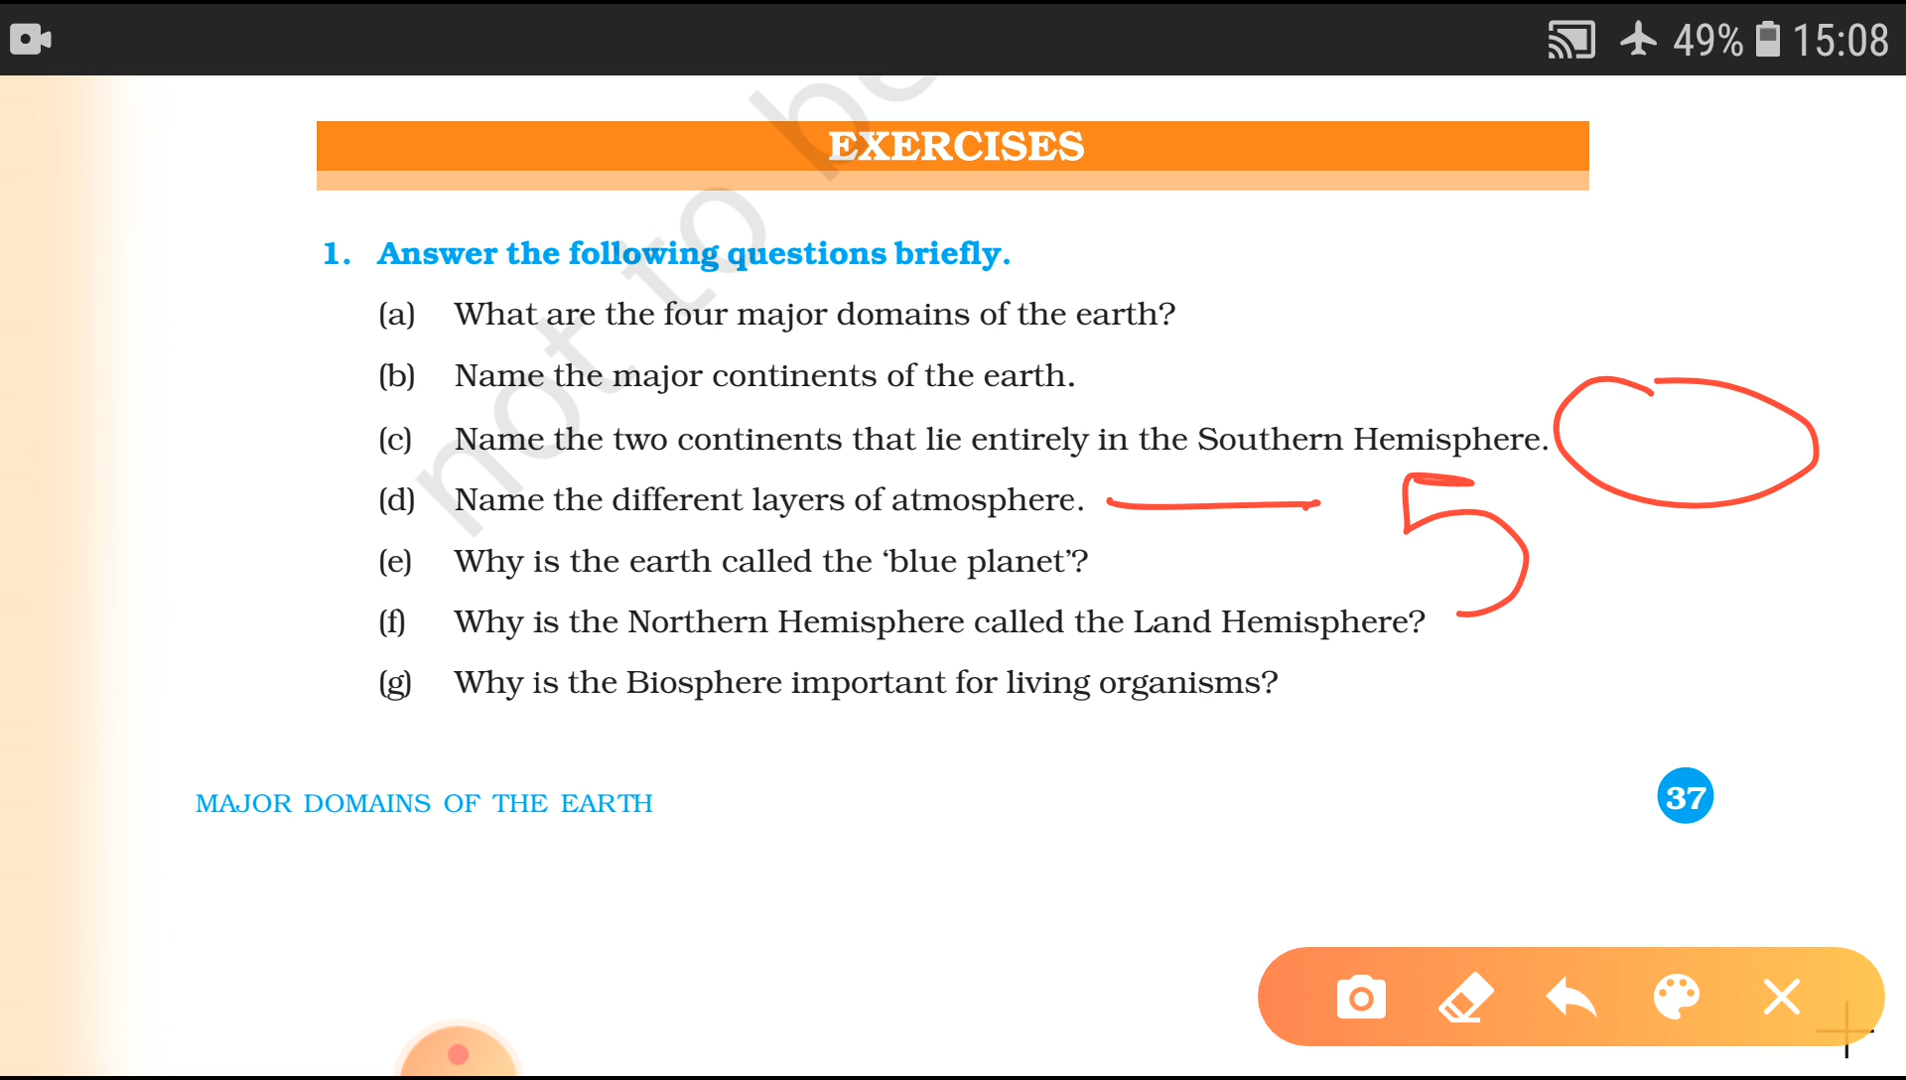 49% 15:08
EXERCISES
not to be
1. Answer the following questions briefly.
(a) What are the four major domains of the earth?
(b) Name the major continents of the earth.
(c) Name the two continents that lie entirely in the Southern Hemisphere.
(d) Name the different layers of atmosphere.
5
(e) Why is the earth called the ‘blue planet’?
(f) Why is the Northern Hemisphere called the Land Hemisphere?
(g) Why is the Biosphere important for living organisms?
MAJOR DOMAINS OF THE EARTH
37